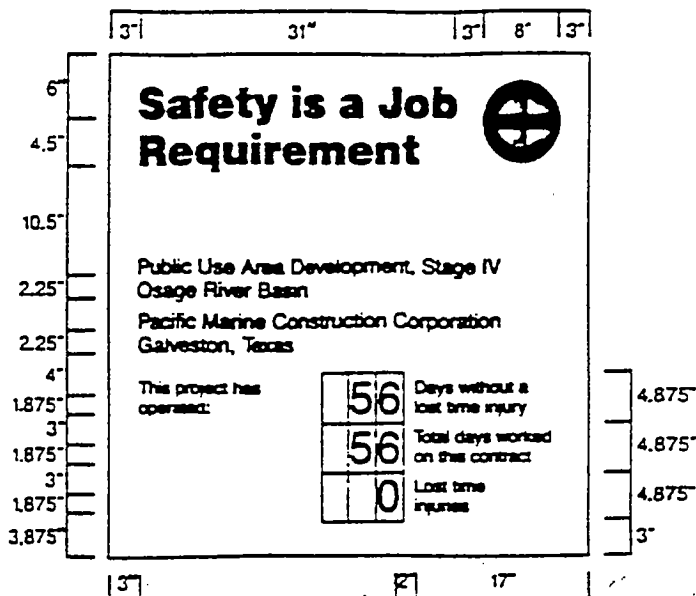 3" 31" 3" 8" 3"
6"
4.5"
10.5"
2.25"
2.25"
4"
1.875"
3"
1.875"
3"
1.875"
3.875"
Safety is a Job
Requirement
Public Use Area Development, Stage IV
Osage River Basin
Pacific Marine Construction Corporation
Galveston, Texas
This project has
operated:
56 Days without a
lost time injury
56 Total days worked
on this contract
0 Lost time
injuries
4.875"
4.875"
4.875"
3"
3" 2" 17"